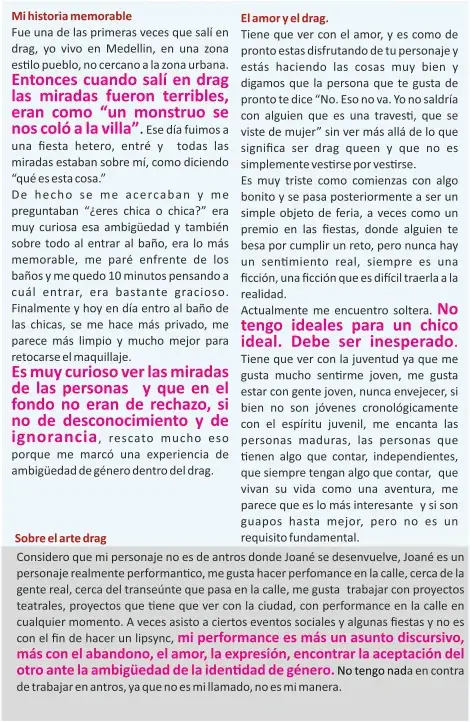 Mi historia memorable
Fue una de las primeras veces que salí en
drag, yo vivo en Medellin, en una zona
estilo pueblo, no cercano a la zona urbana.
Entonces cuando salí en drag
las miradas fueron terribles,
eran como “un monstruo se
nos coló a la villa”. Ese día fuimos a
una fiesta hetero, entré y todas las
miradas estaban sobre mí, como diciendo
“qué es esta cosa.”
De hecho se me acercaban y me
preguntaban “¿eres chica o chica?” era
muy curiosa esa ambigüedad y también
sobre todo al entrar al baño, era lo más
memorable, me paré enfrente de los
baños y me quedo 10 minutos pensando a
cuál entrar, era bastante gracioso.
Finalmente y hoy en día entro al baño de
las chicas, se me hace más privado, me
parece más limpio y mucho mejor para
retocarse el maquillaje.
Es muy curioso ver las miradas
de las personas y que en el
fondo no eran de rechazo, si
no de desconocimiento y de
ignorancia, rescato mucho eso
porque me marcó una experiencia de
ambigüedad de género dentro del drag.
El amor y el drag.
Tiene que ver con el amor, y es como de
pronto estas disfrutando de tu personaje y
estás haciendo las cosas muy bien y
digamos que la persona que te gusta de
pronto te dice “No. Eso no va. Yo no saldría
con alguien que es una travesti, que se
viste de mujer” sin ver más allá de lo que
significa ser drag queen y que no es
simplemente vestirse por vestirse.
Es muy triste como comienzas con algo
bonito y se pasa posteriormente a ser un
simple objeto de feria, a veces como un
premio en las fiestas, donde alguien te
besa por cumplir un reto, pero nunca hay
un sentimiento real, siempre es una
ficción, una ficción que es difícil traerla a la
realidad.
Actualmente me encuentro soltera. No
tengo ideales para un chico
ideal. Debe ser inesperado.
Tiene que ver con la juventud ya que me
gusta mucho sentirme joven, me gusta
estar con gente joven, nunca envejecer, si
bien no son jóvenes cronológicamente
con el espíritu juvenil, me encanta las
personas maduras, las personas que
tienen algo que contar, independientes,
que siempre tengan algo que contar, que
vivan su vida como una aventura, me
parece que es lo más interesante y si son
guapos hasta mejor, pero no es un
requisito fundamental.
Sobre el arte drag
Considero que mi personaje no es de antros donde Joané se desenvuelve, Joané es un
personaje realmente performantico, me gusta hacer perfomance en la calle, cerca de la
gente real, cerca del transeúnte que pasa en la calle, me gusta trabajar con proyectos
teatrales, proyectos que tiene que ver con la ciudad, con performance en la calle en
cualquier momento. A veces asisto a ciertos eventos sociales y algunas fiestas y no es
con el fin de hacer un lipsync, mi performance es más un asunto discursivo,
más con el abandono, el amor, la expresión, encontrar la aceptación del
otro ante la ambigüedad de la identidad de género. No tengo nada en contra
de trabajar en antros, ya que no es mi llamado, no es mi manera.